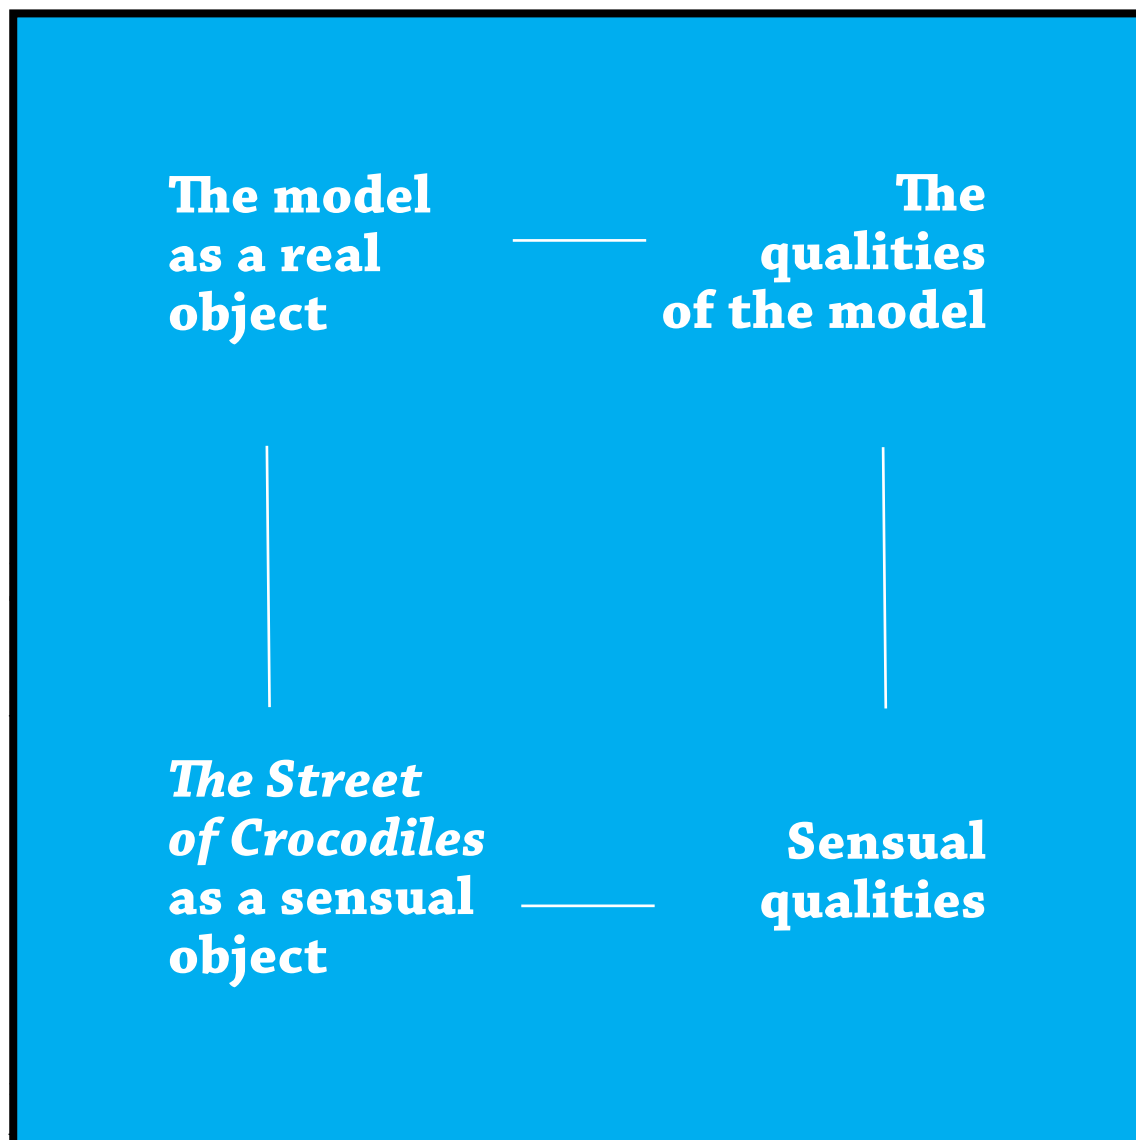 The model
as a real
object
The
qualities
of the model
The Street
of Crocodiles
as a sensual
object
Sensual
qualities